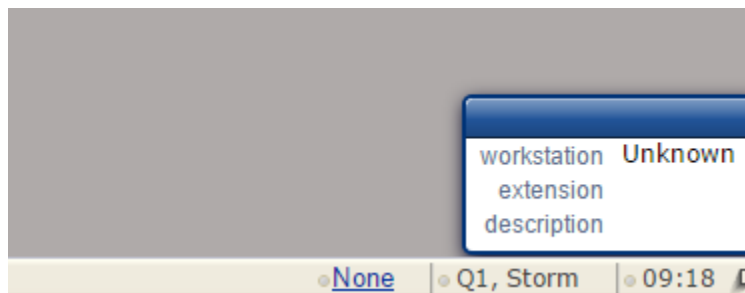 workstation Unknown
extension
description
None Q1, Storm 09:18